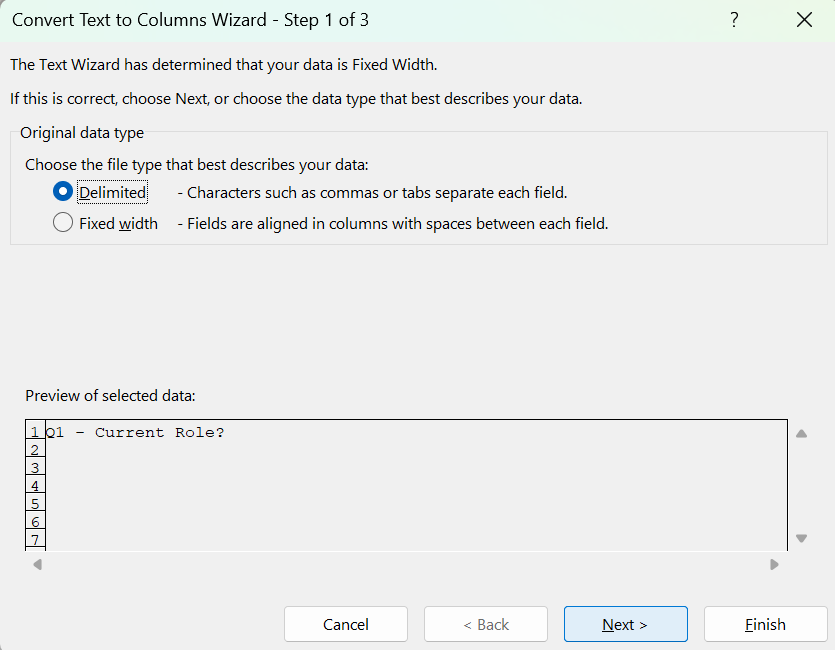 Convert Text to Columns Wizard - Step 1 of 3 ?
The Text Wizard has determined that your data is Fixed Width.
If this is correct, choose Next, or choose the data type that best describes your data.
Original data type
Choose the file type that best describes your data:
Delimited - Characters such as commas or tabs separate each field.
Fixed width - Fields are aligned in columns with spaces between each field.
Preview of selected data:
1 Q1 - Current Role?
2
3
4
5
6
7
Cancel < Back Next > Finish